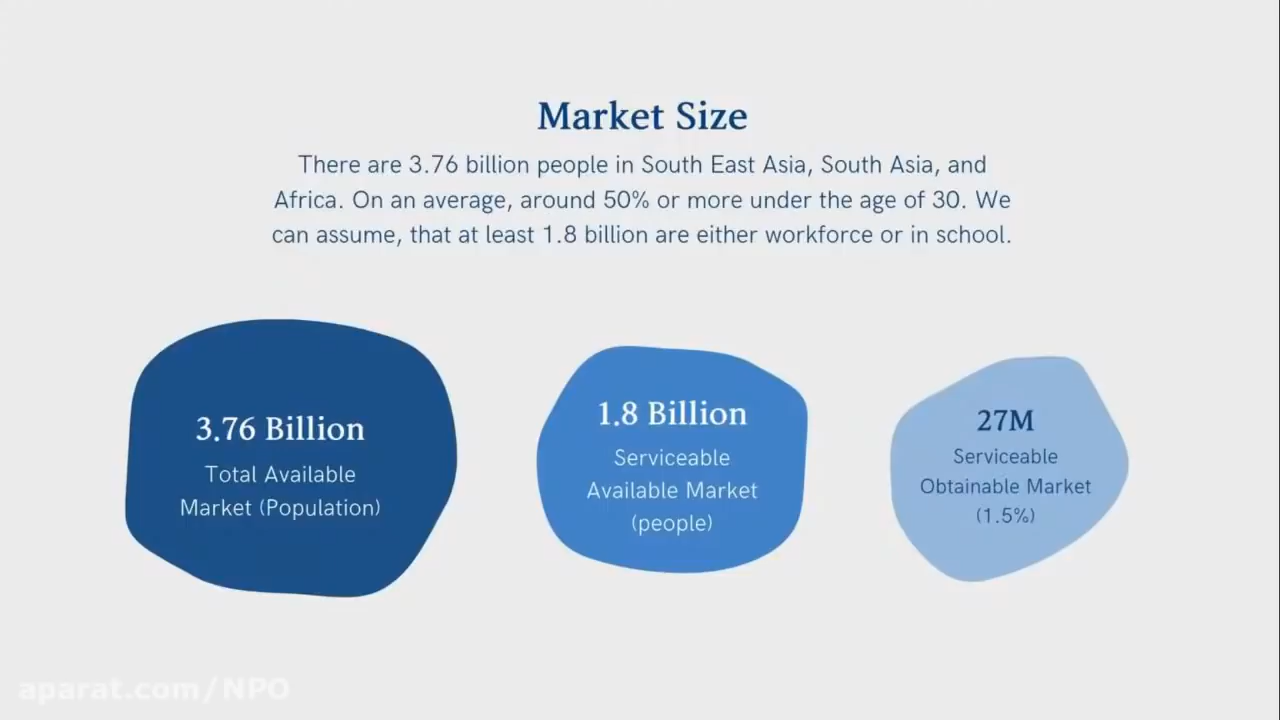 Market Size
There are 3.76 billion people in South East Asia, South Asia, and
Africa. On an average, around 50% or more under the age of 30. We
can assume, that at least 1.8 billion are either workforce or in school.
3.76 Billion
Total Available
Market (Population)
1.8 Billion
Serviceable
Available Market
(people)
27M
Serviceable
Obtainable Market
(1.5%)
aparat.com/NPO